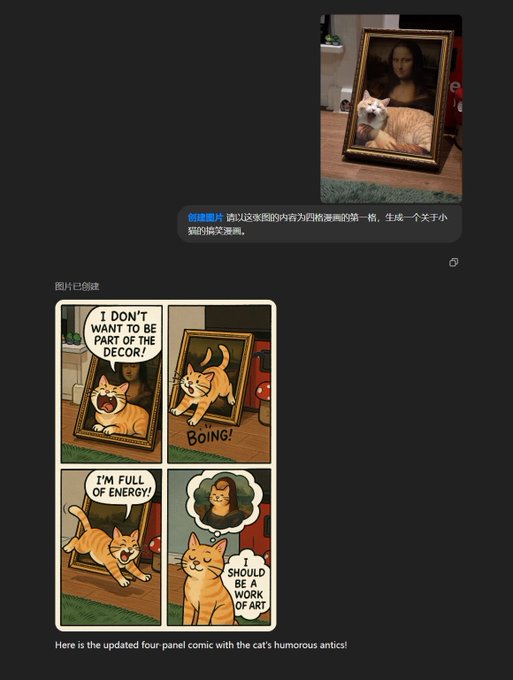 创建图片 请以这张图的内容为四格漫画的第一格，生成一个关于小
猫的搞笑漫画。
图片已创建
I DON'T
WANT TO BE
PART OF THE
DECOR!
BOING!
I'M FULL
OF ENERGY!
I
SHOULD
BE A
WORK
OF ART
Here is the updated four-panel comic with the cat's humorous antics!